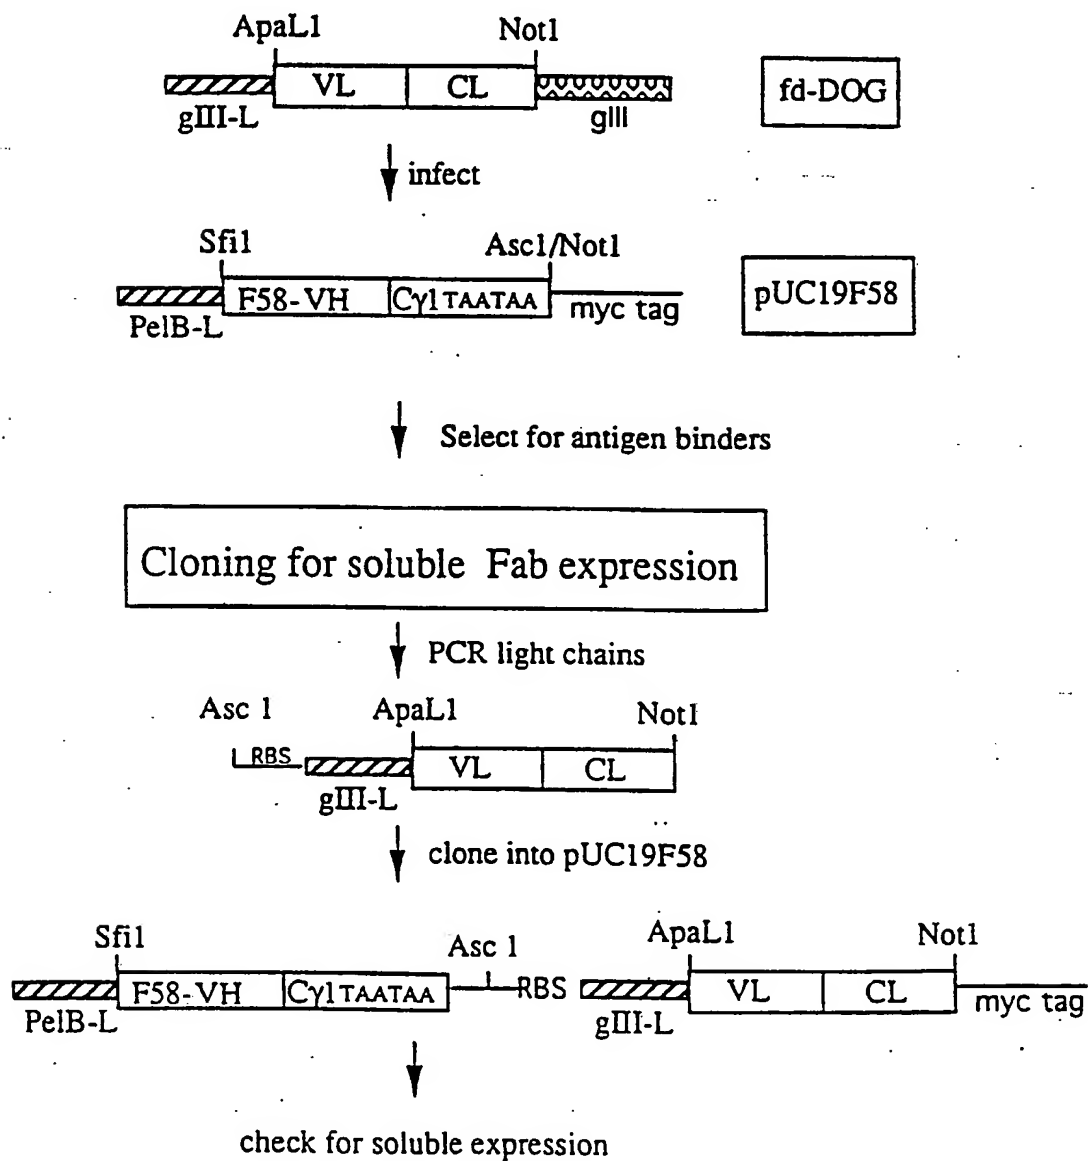 ApaL1 Not1
VL CL fd-DOG
gIII-L gIII
infect
Sfi1 Asc1/Not1
F58-VH Cγ1 TAATAA pUC19F58
PelB-L myc tag
Select for antigen binders
Cloning for soluble Fab expression
PCR light chains
Asc 1 ApaL1 Not1
RBS VL CL
gIII-L
clone into pUC19F58
Sfi1 Asc 1 ApaL1 Not1
F58-VH Cγ1 TAATAA RBS VL CL myc tag
PelB-L gIII-L
check for soluble expression